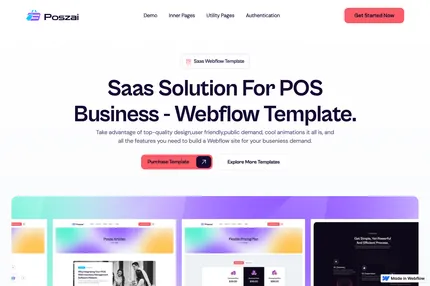 Poszai
Demo
Inner Pages
Utility Pages
Authentication
Get Started Now
Saas Webflow Template
Saas Solution For POS
Business - Webflow Template.
Take advantage of top-quality design,user friendly,public demand, cool animations it all is, and
all the features you need to build a Webflow site for your buseniess demand.
Purchase Template
Explore More Templates
Made in Webflow